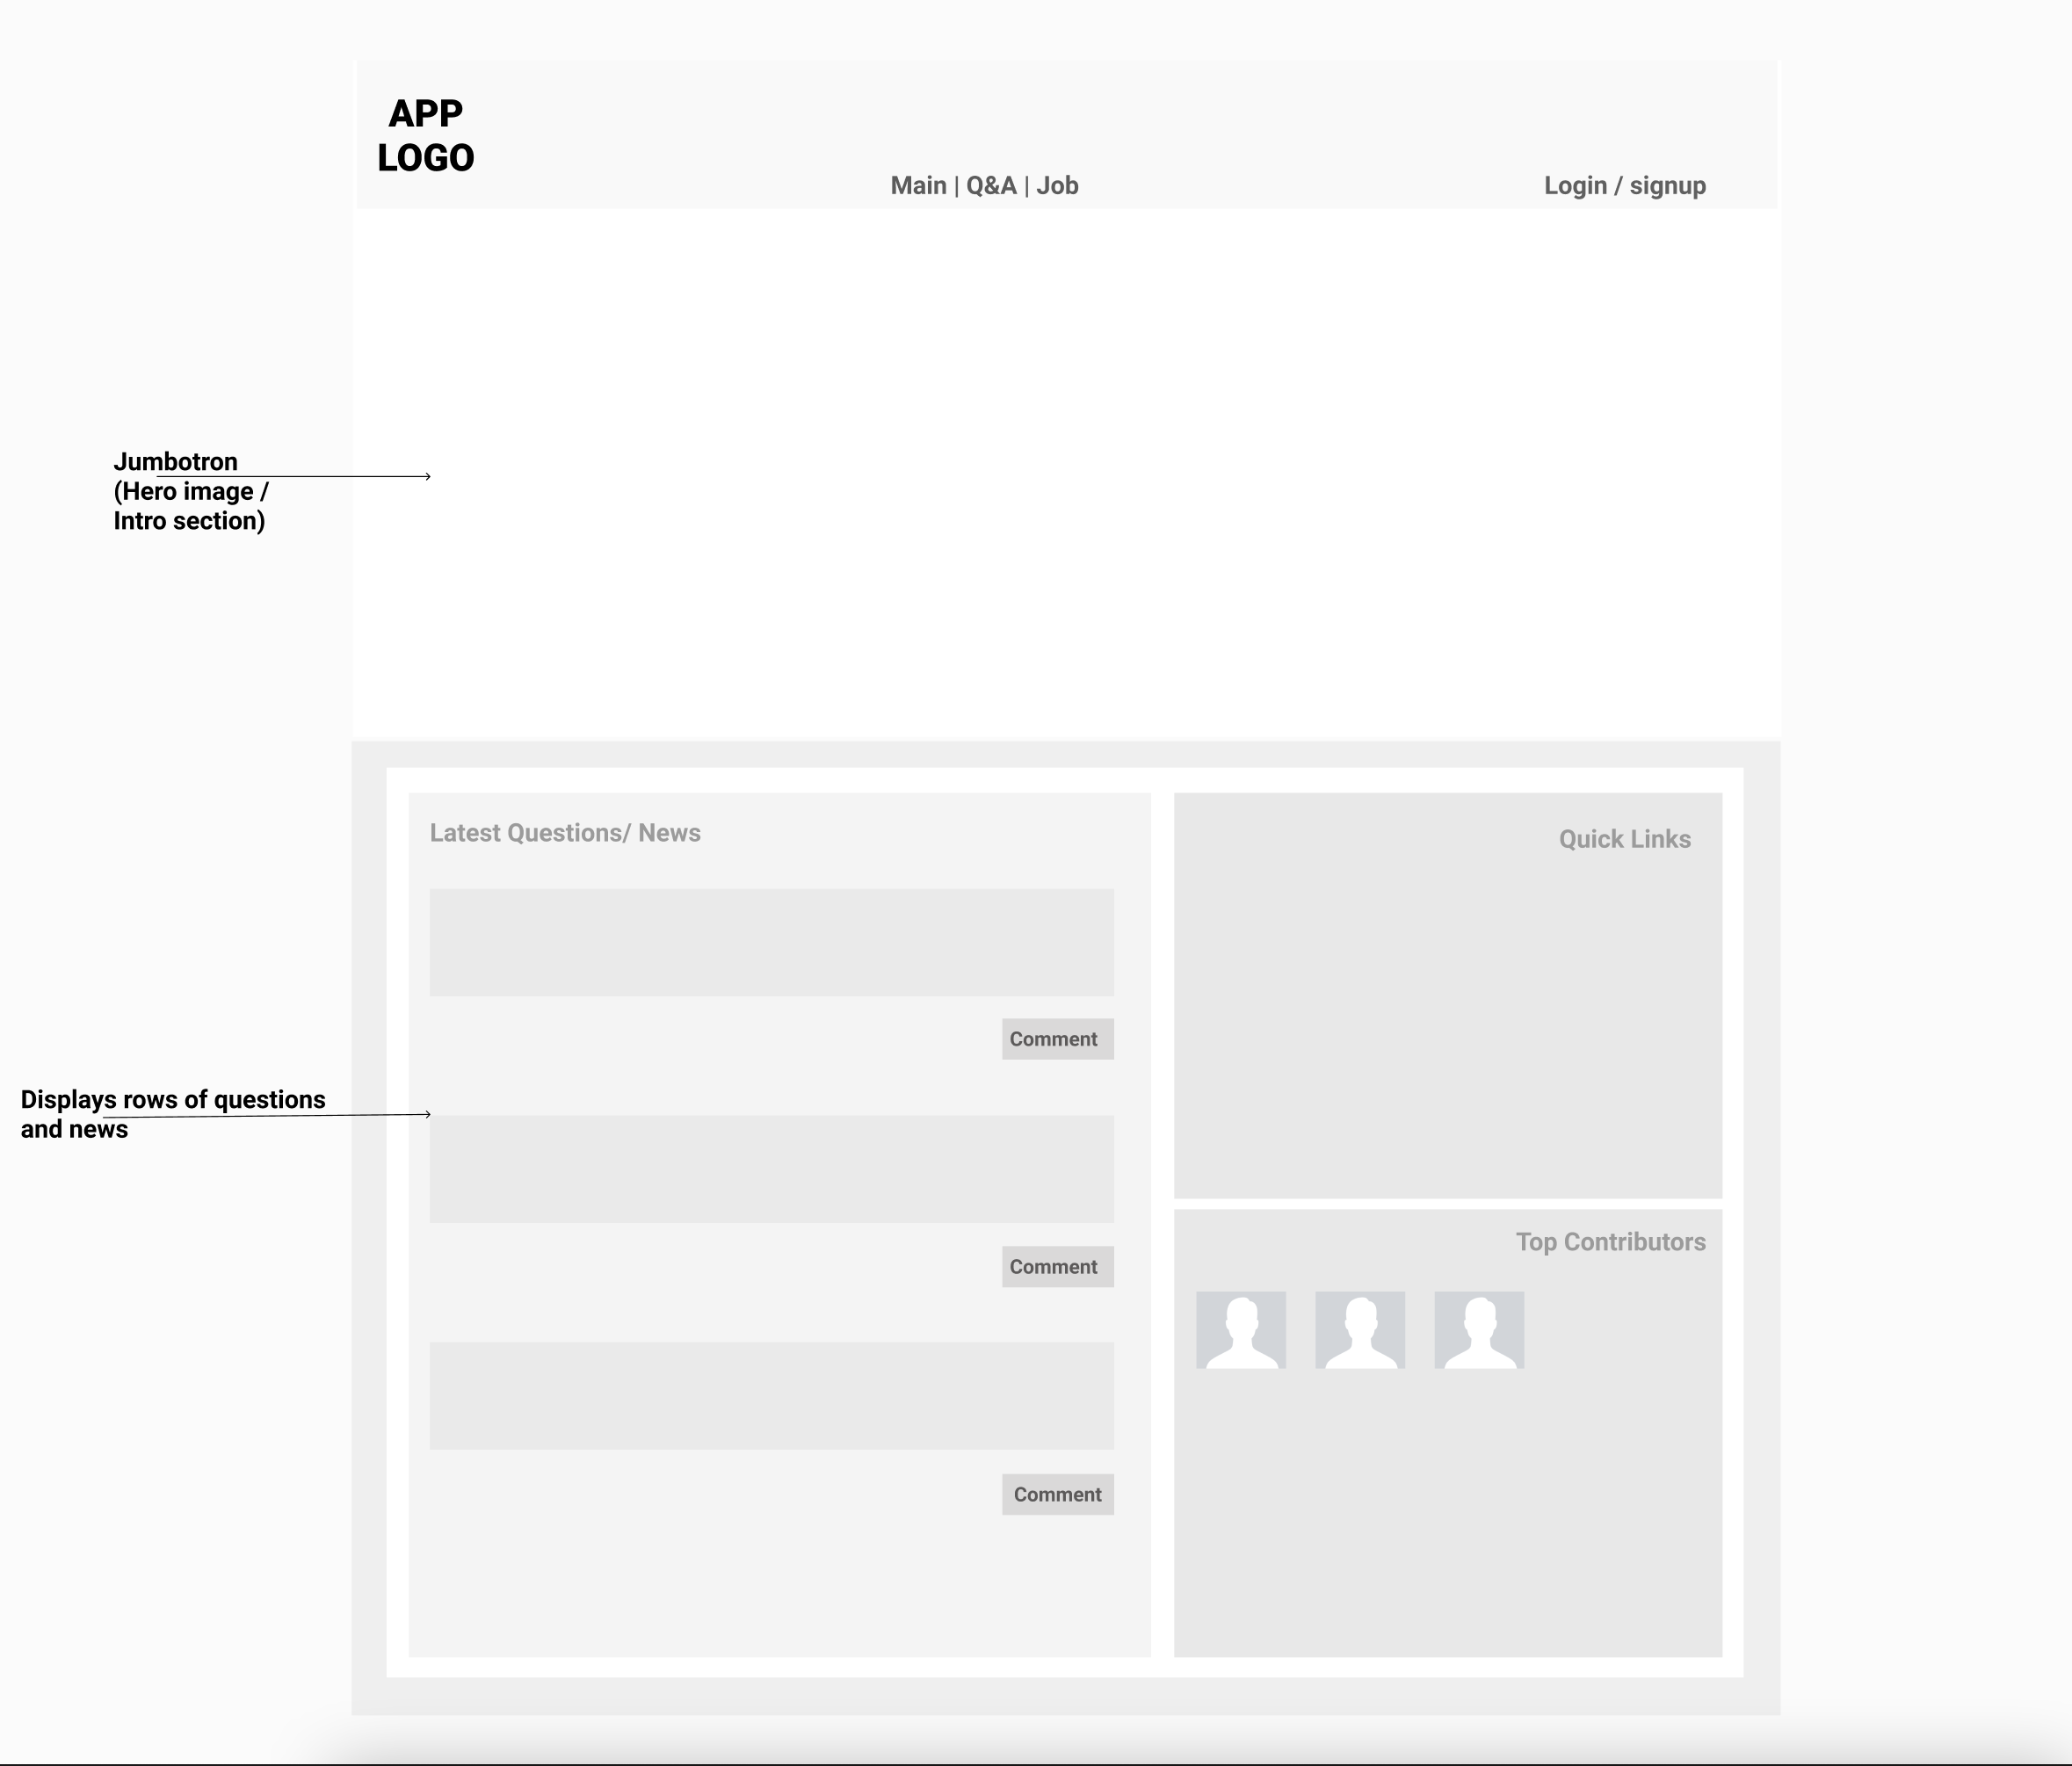 APP
LOGO
Main | Q&A | Job
Login / signup
Jumbotron
(Hero image /
Intro section)
Latest Questions/ News
Quick Links
Comment
Displays rows of questions
and news
Top Contributors
Comment
Comment